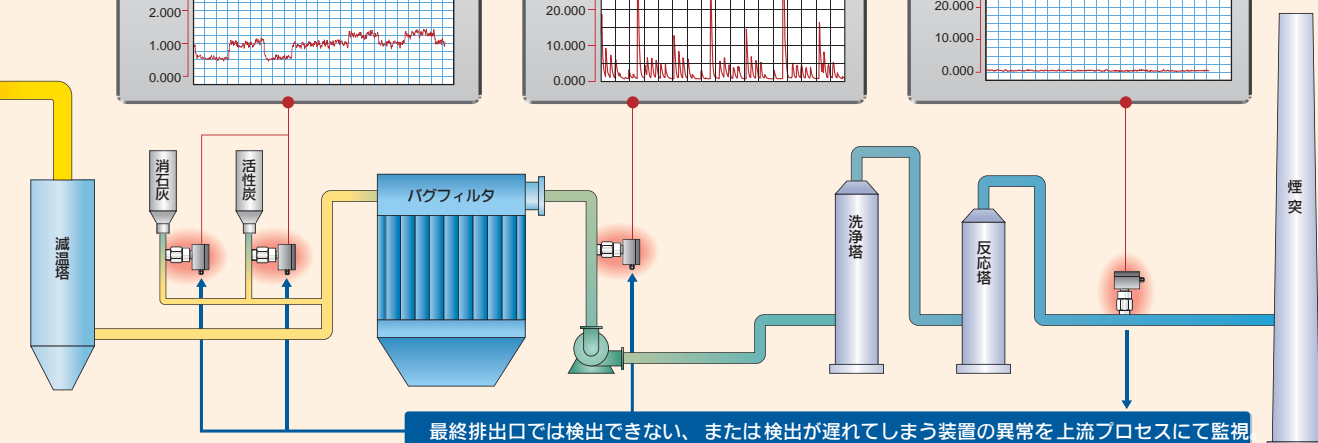 2.000
1.000
0.000
20.000
10.000
0.000
20.000
10.000
0.000
消石灰
活性炭
減温塔
バグフィルタ
洗浄塔
反応塔
煙突
最終排出口では検出できない、または検出が遅れてしまう装置の異常を上流プロセスにて監視